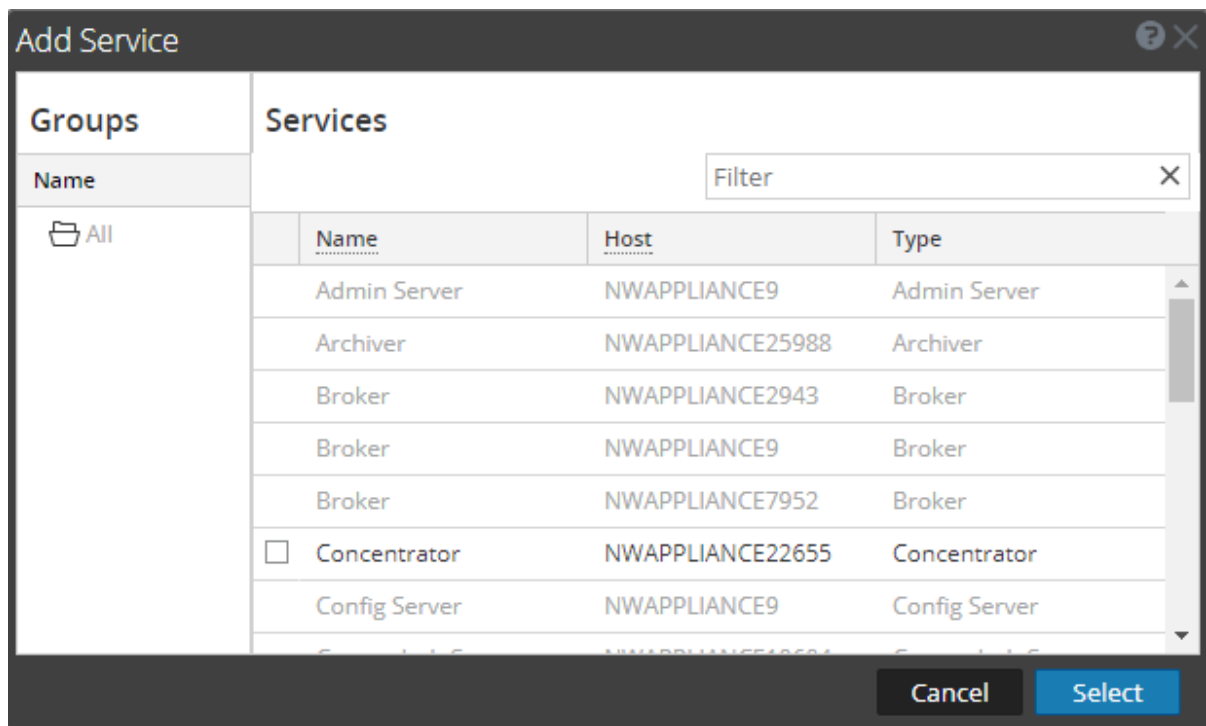 Add Service
Groups
Services
Name
Filter
All
Name Host Type
Admin Server NWAPPLIANCE9 Admin Server
Archiver NWAPPLIANCE25988 Archiver
Broker NWAPPLIANCE2943 Broker
Broker NWAPPLIANCE9 Broker
Broker NWAPPLIANCE7952 Broker
Concentrator NWAPPLIANCE22655 Concentrator
Config Server NWAPPLIANCE9 Config Server
Cancel Select